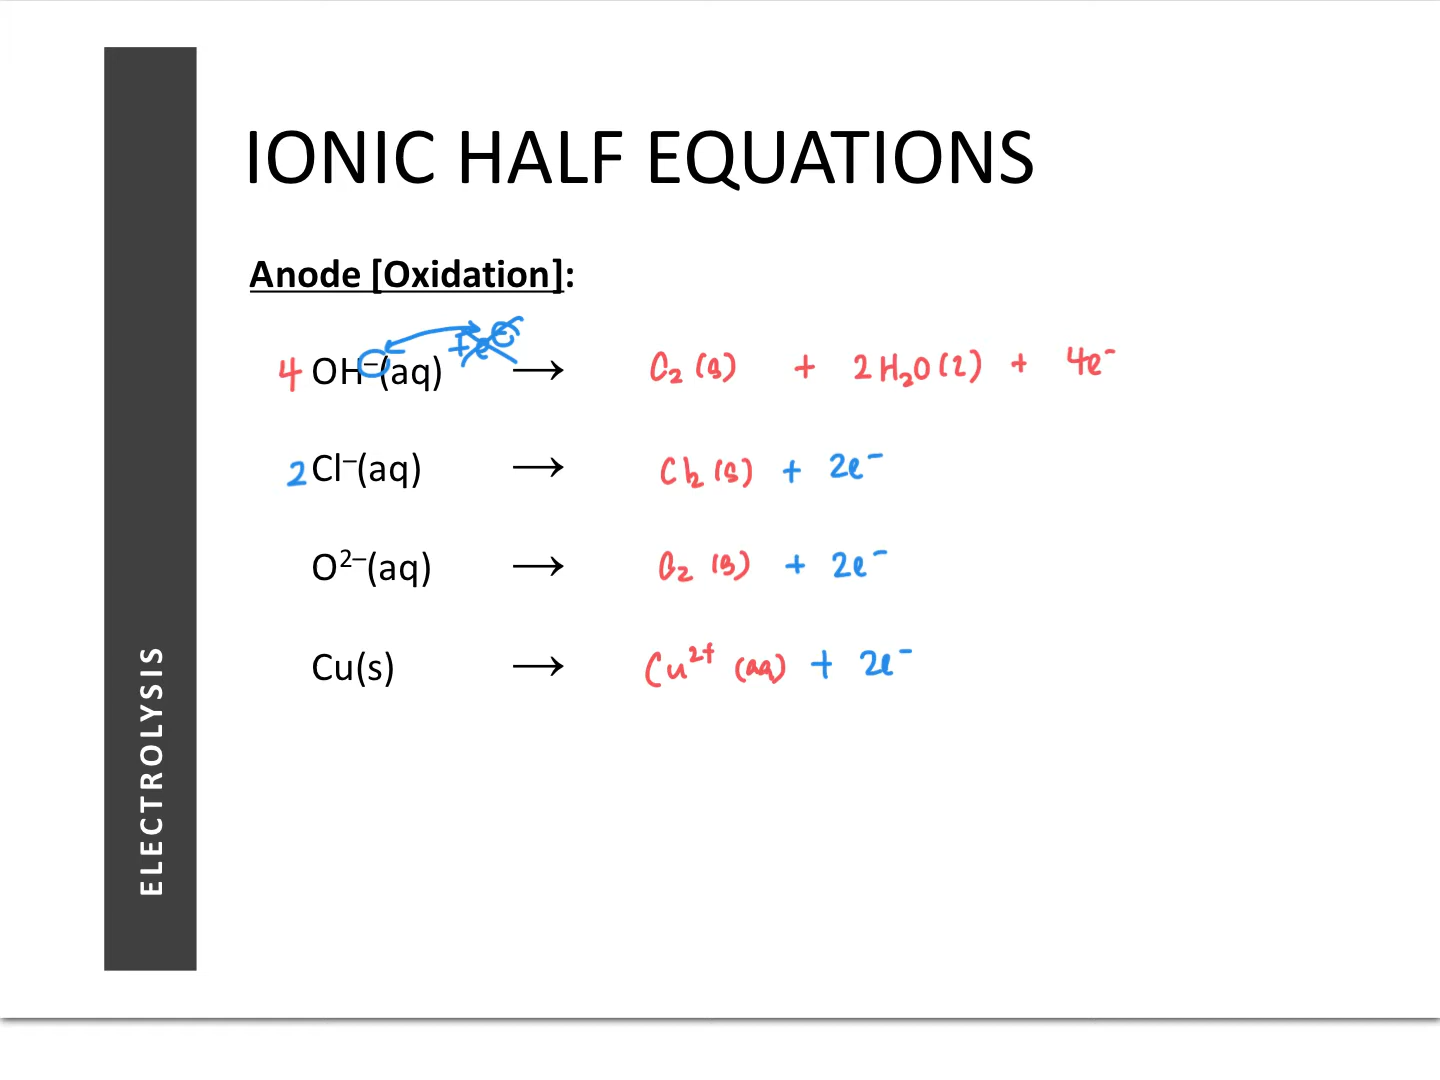 IONIC HALF EQUATIONS
Anode [Oxidation]:
4 OH⁻(aq) → O₂ (g) + 2 H₂O (l) + 4e⁻
2 Cl⁻(aq) → Cl₂ (g) + 2e⁻
O²⁻(aq) → O₂ (g) + 2e⁻
Cu(s) → Cu²⁺ (aq) + 2e⁻
ELECTROLYSIS